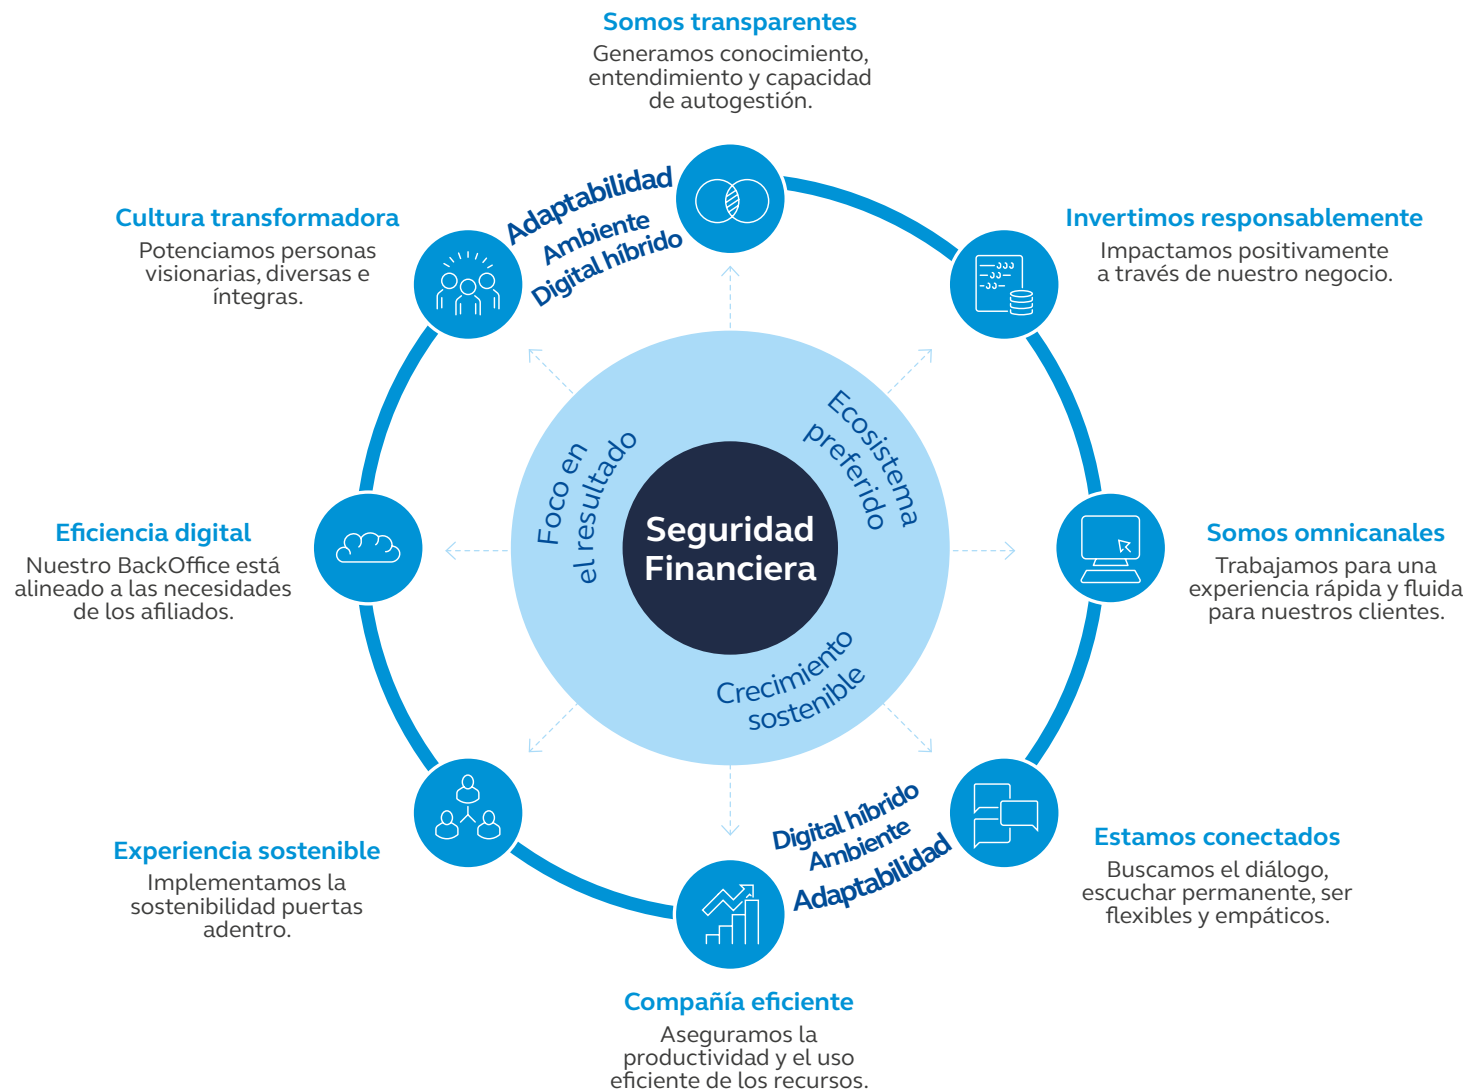 Somos transparentes
Generamos conocimiento,
entendimiento y capacidad
de autogestión.
Adaptabilidad
Ambiente
Digital híbrido
Cultura transformadora
Potenciamos personas
visionarias, diversas e
íntegras.
Invertimos responsablemente
Impactamos positivamente
a través de nuestro negocio.
Foco en
el resultado
Ecosistema
preferido
Seguridad
Financiera
Crecimiento
sostenible
Eficiencia digital
Nuestro BackOffice está
alineado a las necesidades
de los afiliados.
Somos omnicanales
Trabajamos para una
experiencia rápida y fluida
para nuestros clientes.
Digital híbrido
Ambiente
Adaptabilidad
Experiencia sostenible
Implementamos la
sostenibilidad puertas
adentro.
Estamos conectados
Buscamos el diálogo,
escuchar permanente, ser
flexibles y empáticos.
Compañía eficiente
Aseguramos la
productividad y el uso
eficiente de los recursos.